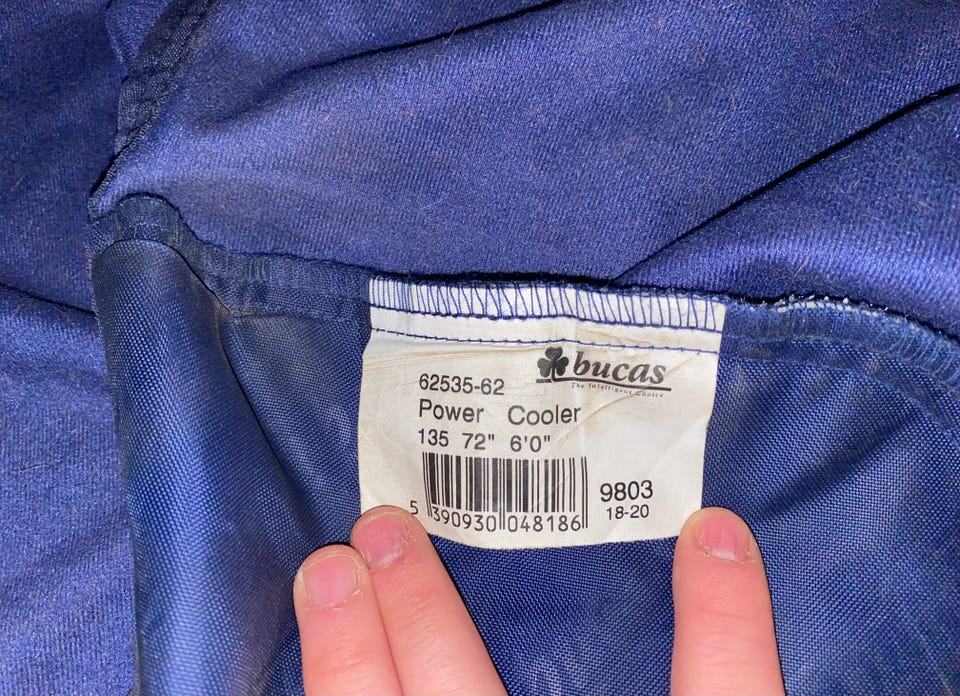 bucas
The Intelligent Choice
62535-62
Power Cooler
135 72" 6'0"
5 390930 048186
9803
18-20